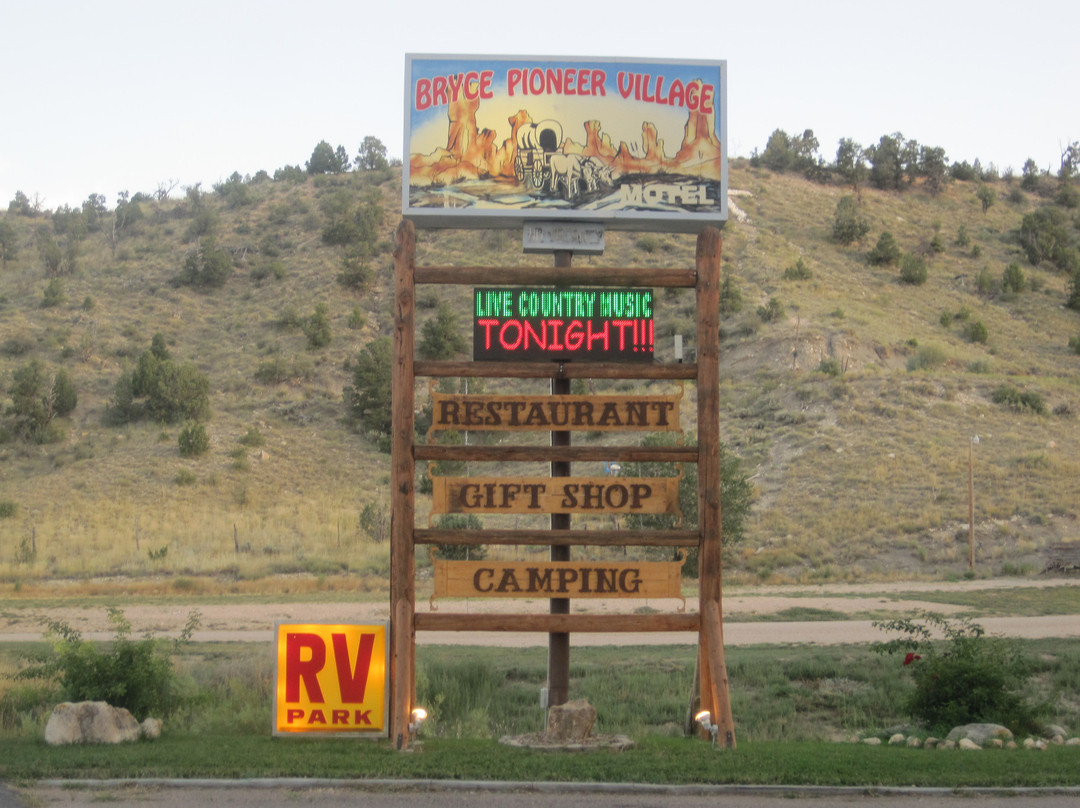 BRYCE PIONEER VILLAGE
MOTEL
LIVE COUNTRY MUSIC
TONIGHT!!!
RESTAURANT
GIFT SHOP
CAMPING
RV
PARK